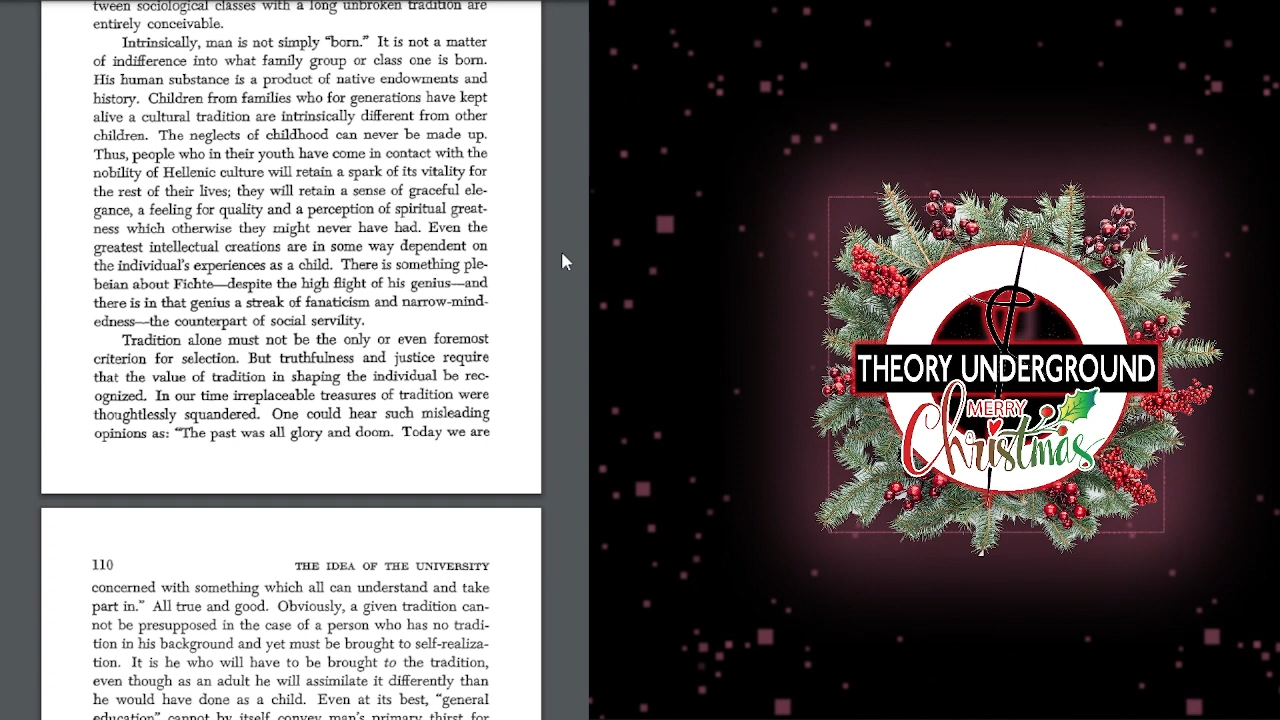 tween sociological classes with a long unbroken tradition are
entirely conceivable.
Intrinsically, man is not simply “born.” It is not a matter
of indifference into what family group or class one is born.
His human substance is a product of native endowments and
history. Children from families who for generations have kept
alive a cultural tradition are intrinsically different from other
children. The neglects of childhood can never be made up.
Thus, people who in their youth have come in contact with the
nobility of Hellenic culture will retain a spark of its vitality for
the rest of their lives; they will retain a sense of graceful ele-
gance, a feeling for quality and a perception of spiritual great-
ness which otherwise they might never have had. Even the
greatest intellectual creations are in some way dependent on
the individual’s experiences as a child. There is something ple-
beian about Fichte—despite the high flight of his genius—and
there is in that genius a streak of fanaticism and narrow-mind-
edness—the counterpart of social servility.
Tradition alone must not be the only or even foremost
criterion for selection. But truthfulness and justice require
that the value of tradition in shaping the individual be rec-
ognized. In our time irreplaceable treasures of tradition were
thoughtlessly squandered. One could hear such misleading
opinions as: “The past was all glory and doom. Today we are
110 THE IDEA OF THE UNIVERSITY
concerned with something which all can understand and take
part in.” All true and good. Obviously, a given tradition can-
not be presupposed in the case of a person who has no tradi-
tion in his background and yet must be brought to self-realiza-
tion. It is he who will have to be brought to the tradition,
even though as an adult he will assimilate it differently than
he would have done as a child. Even at its best, “general
education” cannot by itself convey man’s primary thirst for
THEORY UNDERGROUND
MERRY
Christmas